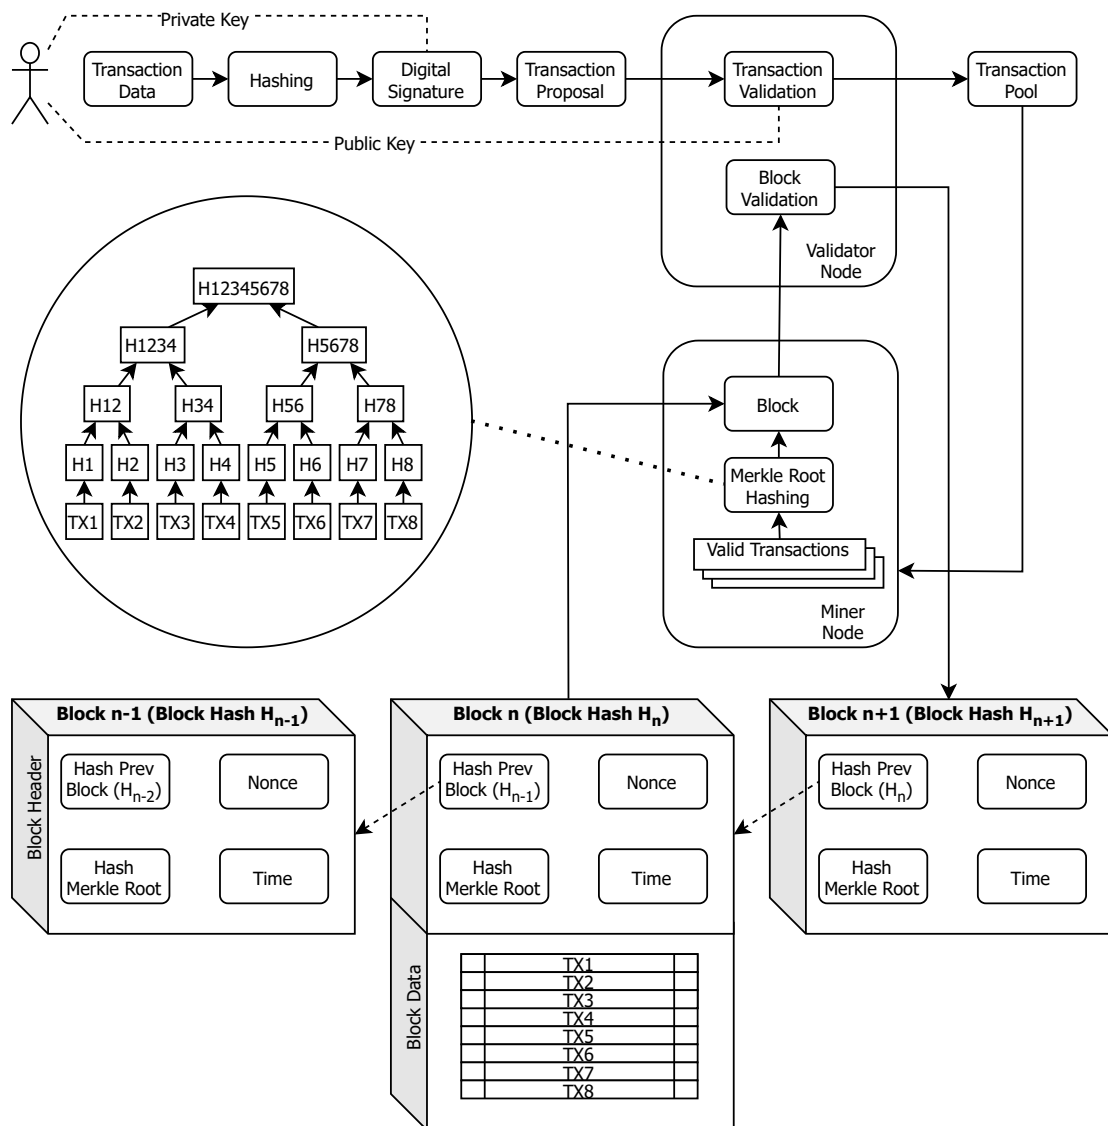 Private Key
Transaction
Data
Hashing
Digital
Signature
Transaction
Proposal
Transaction
Validation
Transaction
Pool
Public Key
Block
Validation
Validator
Node
H12345678
H1234
H5678
H12
H34
H56
H78
H1
H2
H3
H4
H5
H6
H7
H8
TX1
TX2
TX3
TX4
TX5
TX6
TX7
TX8
Block
Merkle Root
Hashing
Valid Transactions
Miner
Node
Block n-1 (Block Hash Hn-1)
Block Header
Hash Prev
Block (Hn-2)
Nonce
Hash
Merkle Root
Time
Block n (Block Hash Hn)
Hash Prev
Block (Hn-1)
Nonce
Hash
Merkle Root
Time
Block Data
TX1
TX2
TX3
TX4
TX5
TX6
TX7
TX8
Block n+1 (Block Hash Hn+1)
Hash Prev
Block (Hn)
Nonce
Hash
Merkle Root
Time